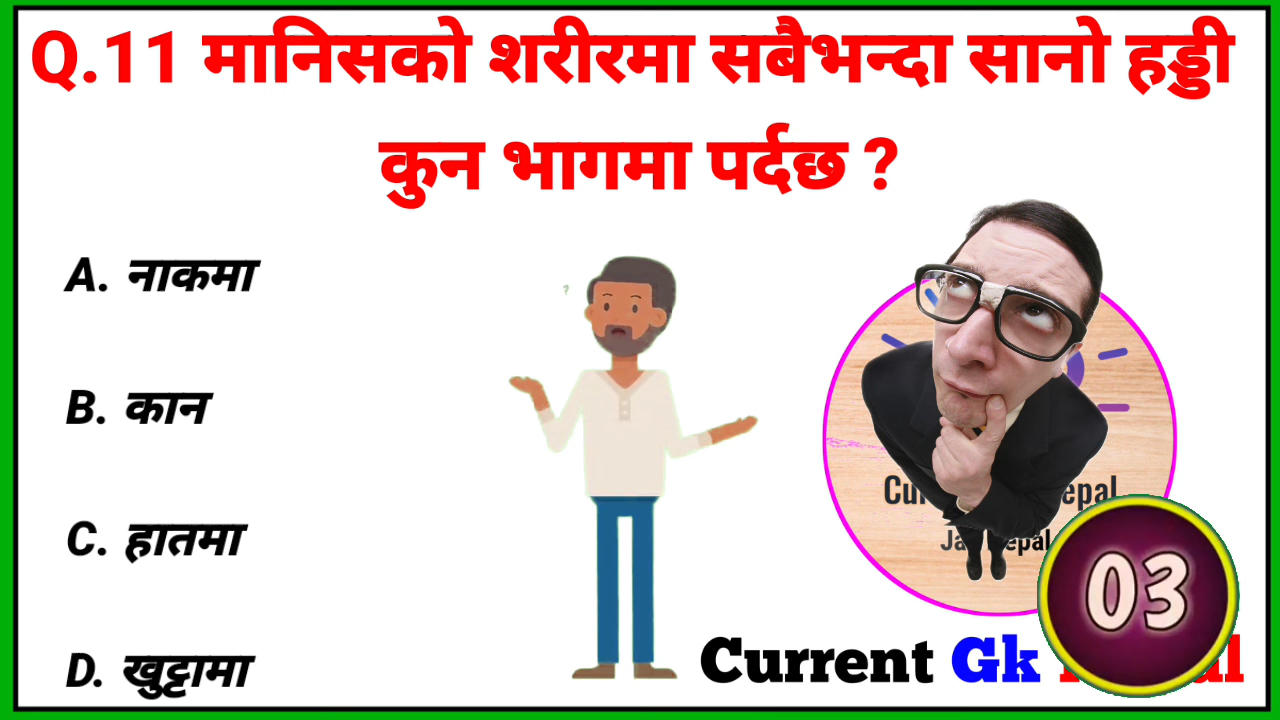 Q.11 मानिसको शरीरमा सबैभन्दा सानो हड्डी
कुन भागमा पर्दछ ?
A. नाकमा
B. कान
C. हातमा
D. खुट्टामा
03
Current Gk